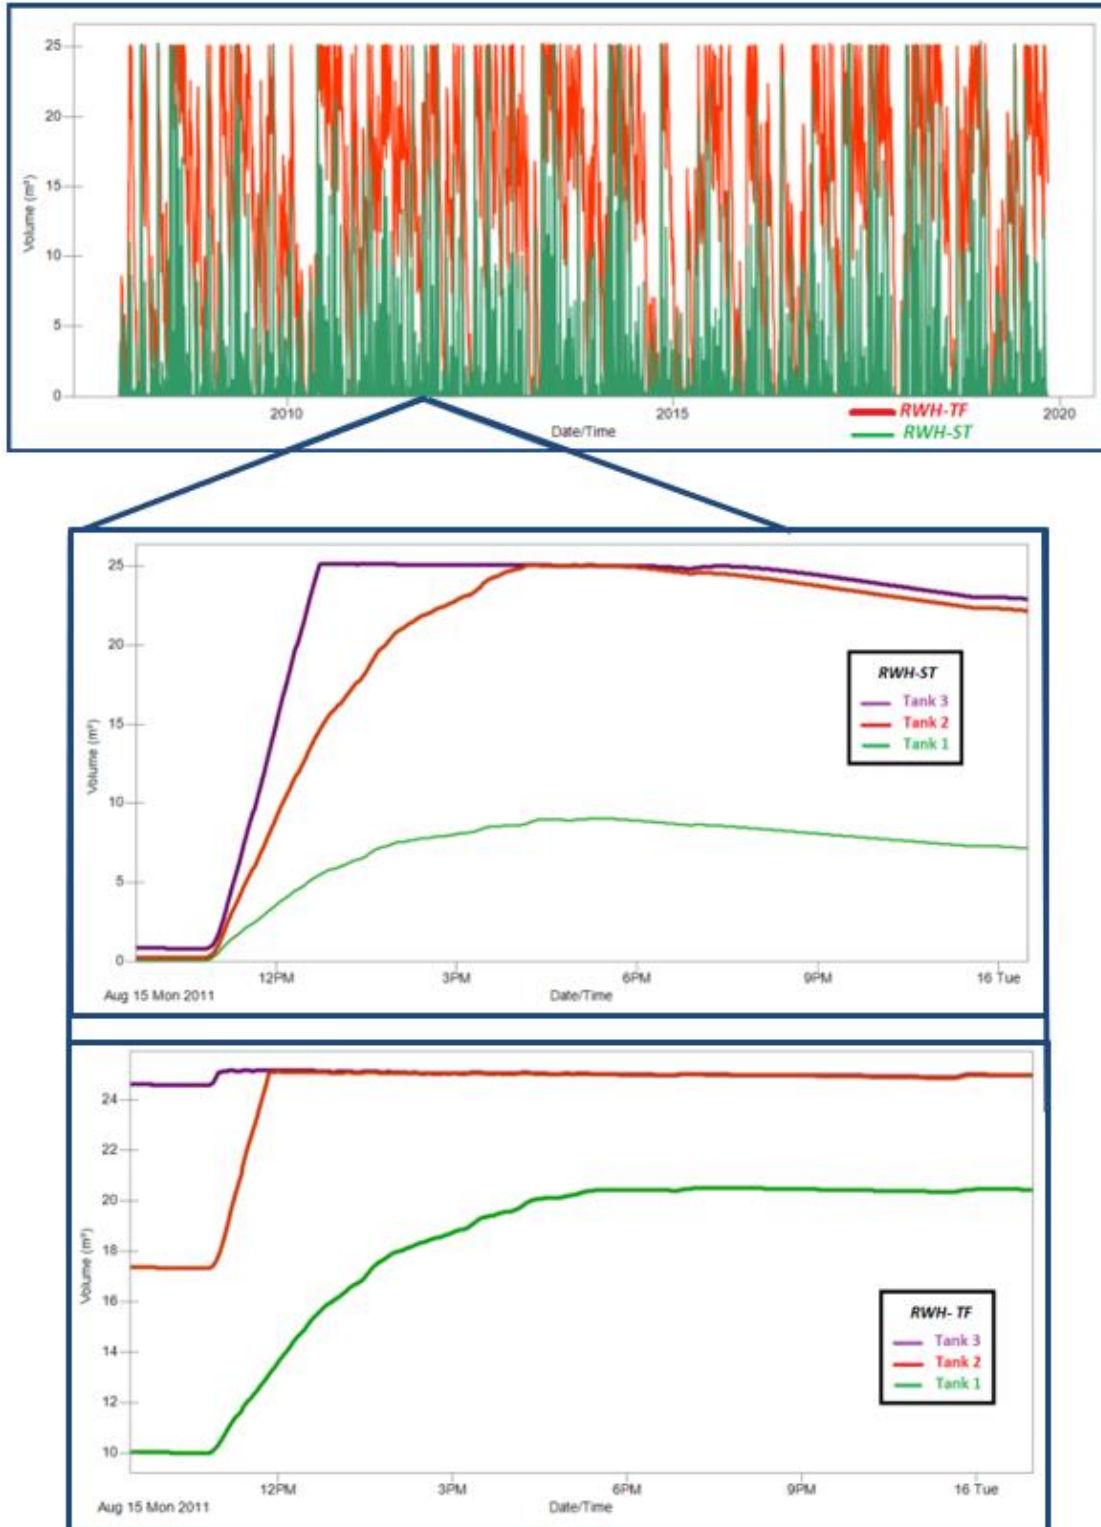 25
20
Volume (m³)
15
10
5
0
2010
2015
2020
Date/Time
RWH-TF
RWH-ST
25
20
RWH-ST
Tank 3
Tank 2
Tank 1
15
Volume (m³)
10
5
0
12PM
3PM
6PM
9PM
16 Tue
Aug 15 Mon 2011
Date/Time
24
22
20
Volume (m³)
18
16
RWH- TF
Tank 3
Tank 2
Tank 1
14
12
10
12PM
3PM
6PM
9PM
16 Tue
Aug 15 Mon 2011
Date/Time